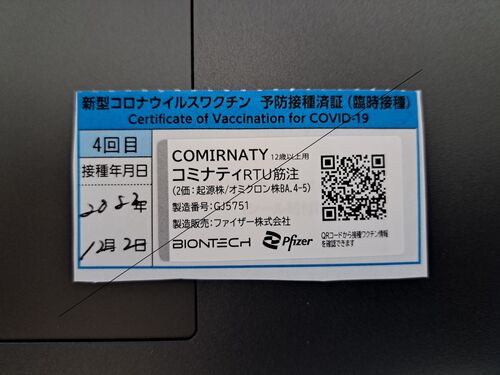 新型コロナウイルスワクチン 予防接種済証(臨時接種)
Certificate of Vaccination for COVID-19
4回目
接種年月日
2022年
12月2日
COMIRNATY 12歳以上用
コミナティRTU筋注
(2価:起源株/オミクロン株BA.4-5)
製造番号:GJ5751
製造販売:ファイザー株式会社
BIONTECH Pfizer
QRコードから接種ワクチン情報
を確認できます